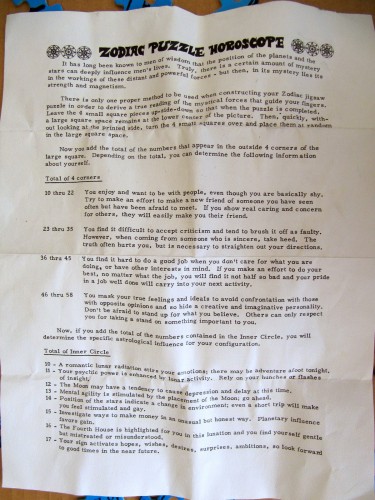 ZODIAC PUZZLE HOROSCOPE
It has long been known to men of wisdom that the position of the planets and the
stars can deeply influence men's lives. Truly, there is a certain amount of mystery
in the workings of these distant and powerful forces - but then, in its mystery lies its
strength and magnetism.
There is only one proper method to be used when constructing your Zodiac jigsaw
puzzle in order to derive a true reading of the mystical forces that guide your fingers.
Leave the 4 small square pieces up-side-down so that when the puzzle is completed,
a large square space remains at the lower center of the picture. Then, quickly, with-
out looking at the printed side, turn the 4 small squares over and place them at random
in the large square space.
Now you add the total of the numbers that appear in the outside 4 corners of the
large square. Depending on the total, you can determine the following information
about yourself.
Total of 4 corners
10 thru 22 You enjoy and want to be with people, even though you are basically shy.
Try to make an effort to make a new friend of someone you have seen
often but have been afraid to meet. If you show real caring and concern
for others, they will easily make you their friend.
23 thru 35 You find it difficult to accept criticism and tend to brush it off as faulty.
However, when coming from someone who is sincere, take heed. The
truth often hurts you, but is necessary to straighten out your directions.
36 thru 45 You find it hard to do a good job when you don't care for what you are
doing, or have other interests in mind. If you make an effort to do your
best, no matter what the job, you will find it not half so bad and your pride
in a job well done will carry into your next activity.
46 thru 58 You mask your true feelings and ideals to avoid confrontation with those
with opposite opinions and so hide a creative and imaginative personality.
Don't be afraid to stand up for what you believe. Others can only respect
you for taking a stand on something important to you.
Now, if you add the total of the numbers contained in the Inner Circle, you will
determine the specific astrological influence for your configuration.
Total of Inner Circle
10 - A romantic lunar radiation stirs your emotions; there may be adventure afoot tonight.
11 - Your psychic power is enhanced by lunar activity. Rely on your hunches or flashes
of insight/
12 - The Moon may have a tendency to cause depression and delay at this time.
13 - Mental agility is stimulated by the placement of the Moon; go ahead.
14 - Position of the stars indicate a change in environment; even a short trip will make
you feel stimulated and gay.
15 - Investigate ways to make money in an unusual but honest way. Planetary influence
favors gain.
16 - The Fourth House is highlighted for you in this lunation and you find yourself gentle
but mistreated or misunderstood.
17 - Your sign activates hopes, wishes, desires, surprises, ambitions, so look forward
to good times in the near future.